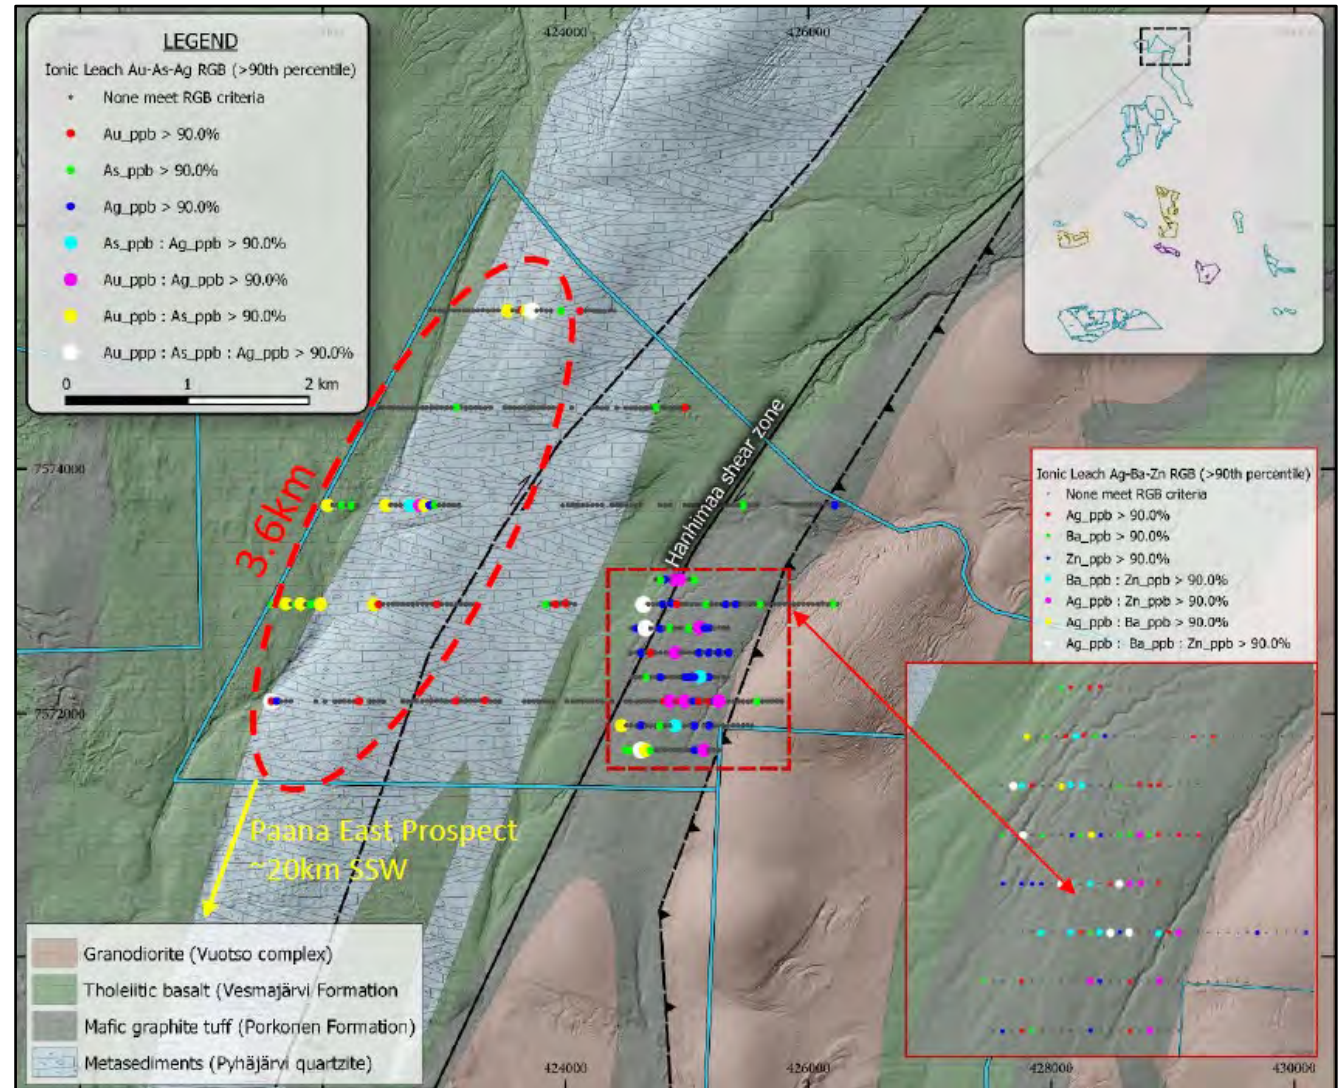 424000
426000
LEGEND
Ionic Leach Au-As-Ag RGB (>90th percentile)
None meet RGB criteria
Au_ppb > 90.0%
As_ppb > 90.0%
Ag_ppb > 90.0%
As_ppb : Ag_ppb > 90.0%
Au_ppb : Ag_ppb > 90.0%
Au_ppb : As_ppb > 90.0%
Au_ppp : As_ppb : Ag_ppb > 90.0%
0 1 2 km
7574000
3.6km
Hanhimaa shear zone
Ionic Leach Ag-Ba-Zn RGB (>90th percentile)
None meet RGB criteria
Ag_ppb > 90.0%
Ba_ppb > 90.0%
Zn_ppb > 90.0%
Ba_ppb : Zn_ppb > 90.0%
Ag_ppb : Zn_ppb > 90.0%
Ag_ppb : Ba_ppb > 90.0%
Ag_ppb : Ba_ppb : Zn_ppb > 90.0%
7572000
Paana East Prospect
~20km SSW
Granodiorite (Vuotso complex)
Tholeiitic basalt (Vesmajärvi Formation
Mafic graphite tuff (Porkonen Formation)
Metasediments (Pyhäjärvi quartzite)
424000
426000
428000
430000